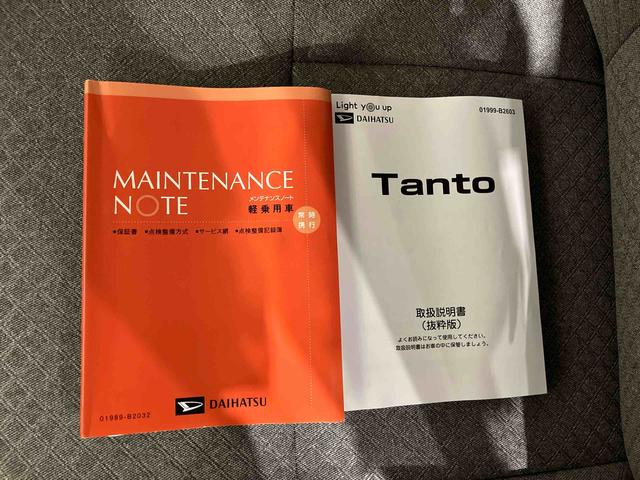 MAINTENANCE
NOTE
メンテナンスノート
軽乗用車
常時
携行
●保証書 ●点検整備方式 ●サービス網 ●点検整備記録簿
DAIHATSU
01989-B2032
Light you up
DAIHATSU
01999-B2603
Tanto
取扱説明書
(抜粋版)
よくお読みになって使用してください。
取扱説明書はお車の中に保管しましょう。